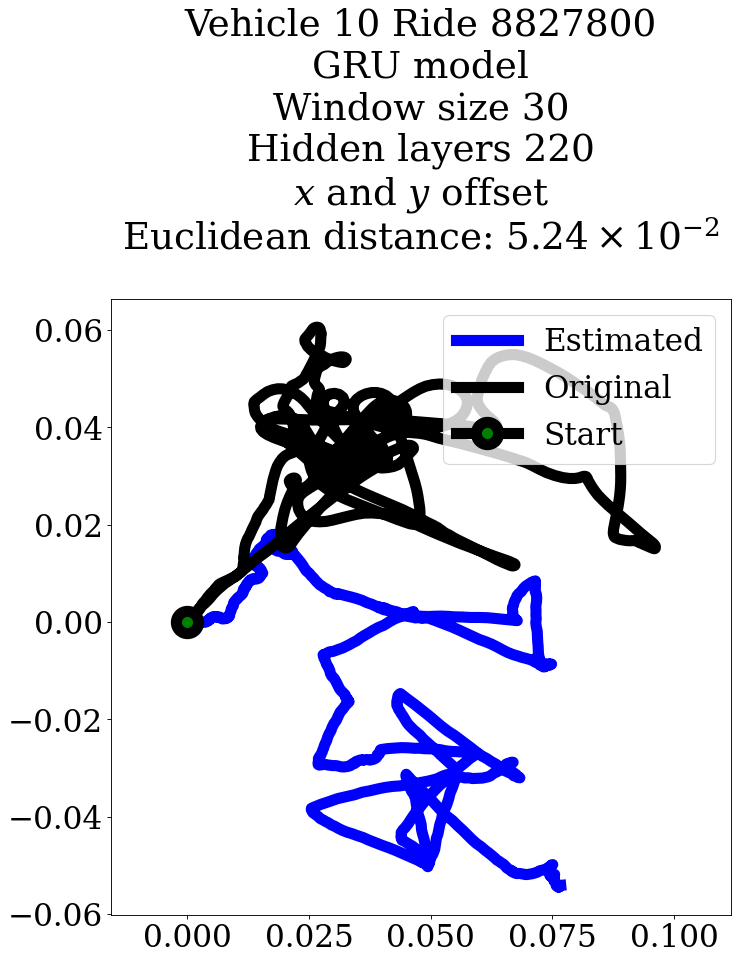 Vehicle 10 Ride 8827800
GRU model
Window size 30
Hidden layers 220
x and y offset
Euclidean distance: 5.24 × 10⁻²
Estimated
Original
Start
0.06
0.04
0.02
0.00
−0.02
−0.04
−0.06
0.000 0.025 0.050 0.075 0.100